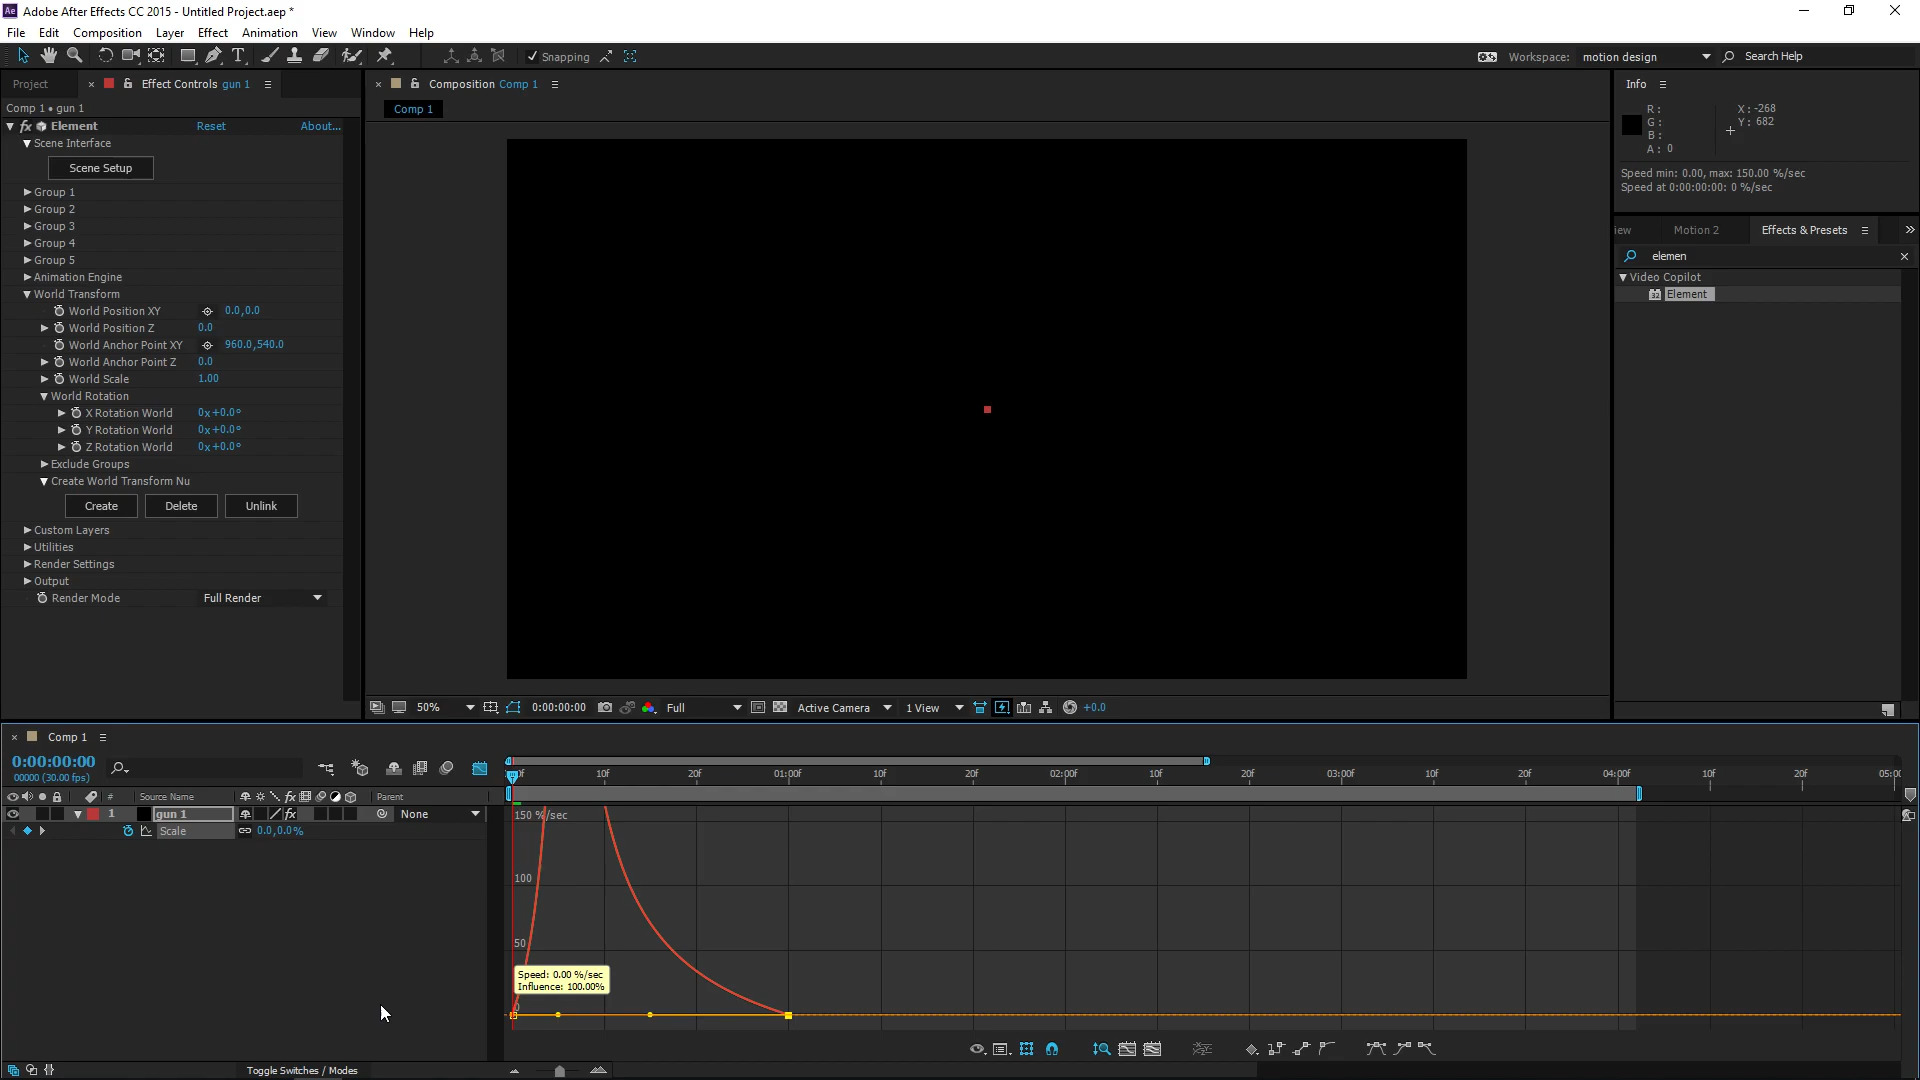 Ae Adobe After Effects CC 2015 - Untitled Project.aep *
File Edit Composition Layer Effect Animation View Window Help
Snapping
Workspace: motion design
Search Help
Project
Effect Controls gun 1
Comp 1 • gun 1
fx Element Reset About...
Scene Interface
Scene Setup
Group 1
Group 2
Group 3
Group 4
Group 5
Animation Engine
World Transform
World Position XY 0.0,0.0
World Position Z 0.0
World Anchor Point XY 960.0,540.0
World Anchor Point Z 0.0
World Scale 1.00
World Rotation
X Rotation World 0x+0.0°
Y Rotation World 0x+0.0°
Z Rotation World 0x+0.0°
Exclude Groups
Create World Transform Nu
Create Delete Unlink
Custom Layers
Utilities
Render Settings
Output
Render Mode Full Render
Composition Comp 1
Comp 1
50% 0:00:00:00 Full Active Camera 1 View +0.0
Info
R :
G :
B :
A : 0
X : -268
Y : 682
Speed min: 0.00, max: 150.00 %/sec
Speed at 0:00:00:00: 0 %/sec
iew Motion 2 Effects & Presets
elemen
Video Copilot
32 Element
Comp 1
0:00:00:00
00000 (30.00 fps)
# Source Name fx Parent
1 gun 1 fx None
Scale 0.0,0.0%
0f 10f 20f 01:00f 10f 20f 02:00f 10f 20f 03:00f 10f 20f 04:00f 10f 20f 05:00
150 %/sec
100
50
0
Speed: 0.00 %/sec
Influence: 100.00%
Toggle Switches / Modes